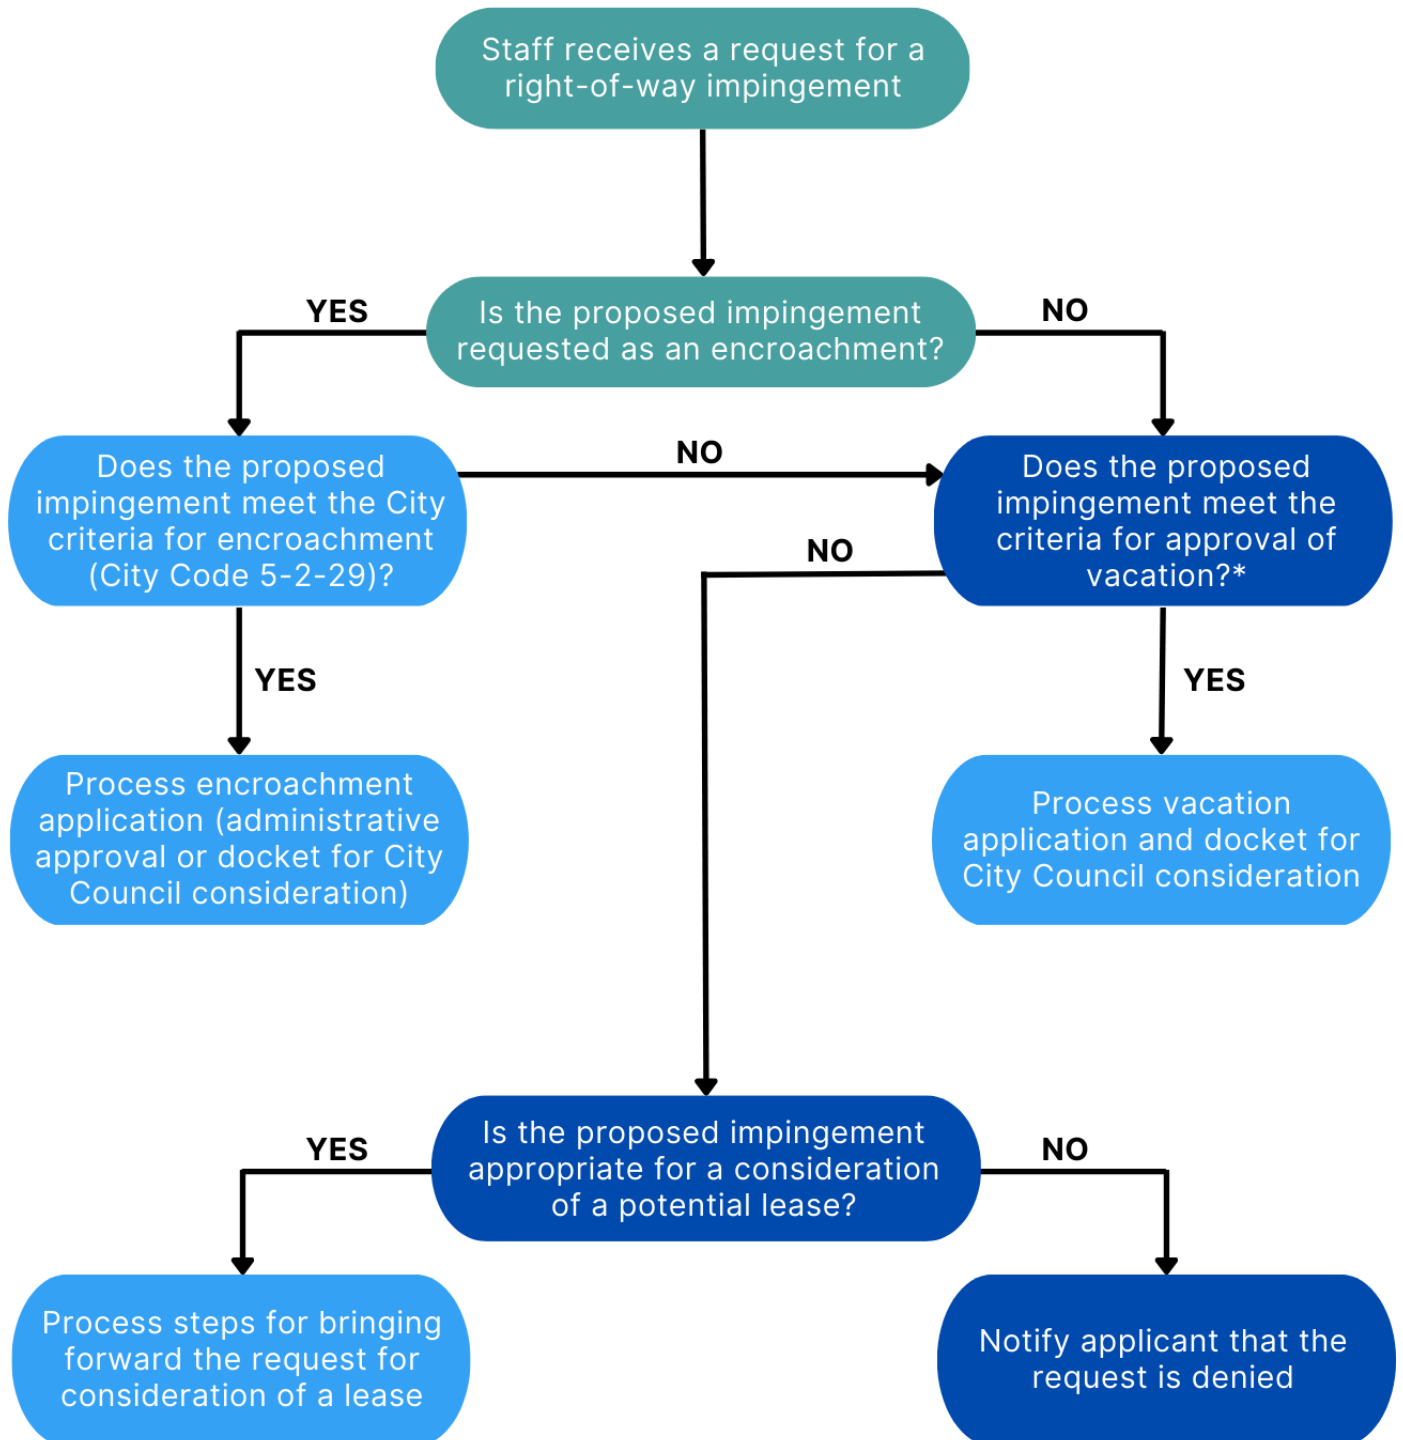 Staff receives a request for a
right-of-way impingement
YES
Is the proposed impingement
requested as an encroachment?
NO
Does the proposed
impingement meet the City
criteria for encroachment
(City Code 5-2-29)?
NO
Does the proposed
impingement meet the
criteria for approval of
vacation?*
NO
YES
YES
Process encroachment
application (administrative
approval or docket for City
Council consideration)
Process vacation
application and docket for
City Council consideration
YES
Is the proposed impingement
appropriate for a consideration
of a potential lease?
NO
Process steps for bringing
forward the request for
consideration of a lease
Notify applicant that the
request is denied